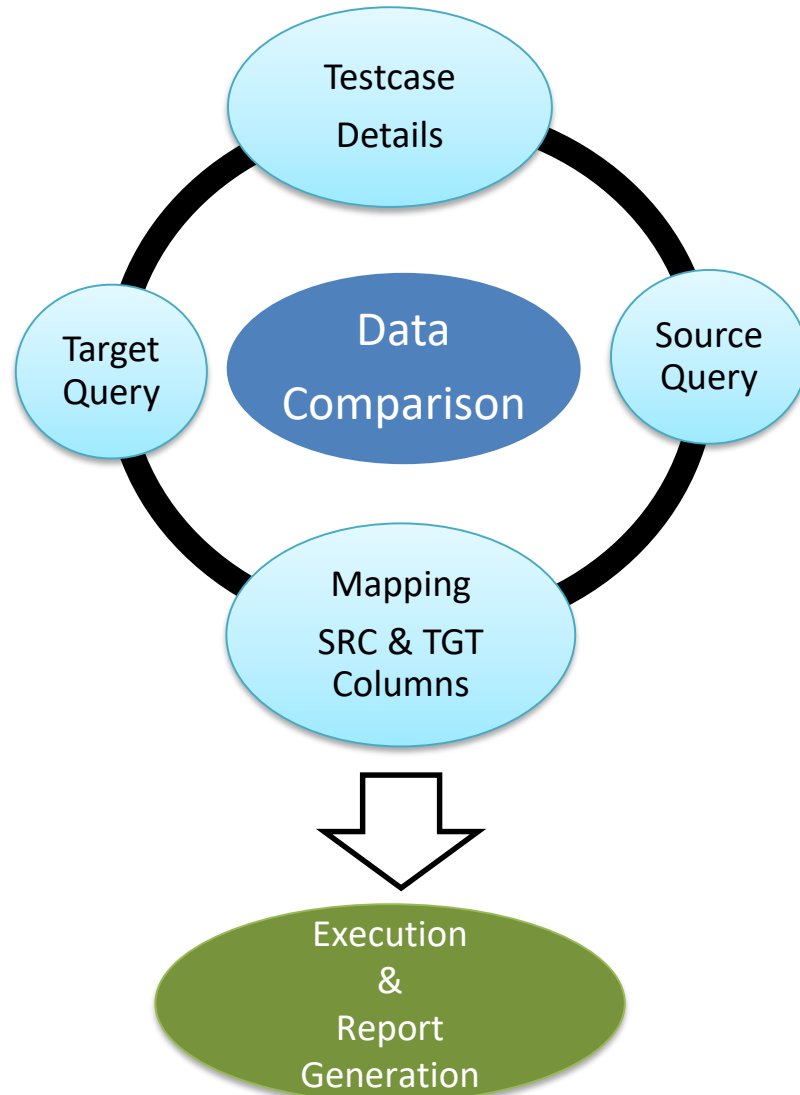 Testcase
Details
Data
Comparison
Source
Query
Target
Query
Mapping
SRC & TGT
Columns
Execution
&
Report
Generation